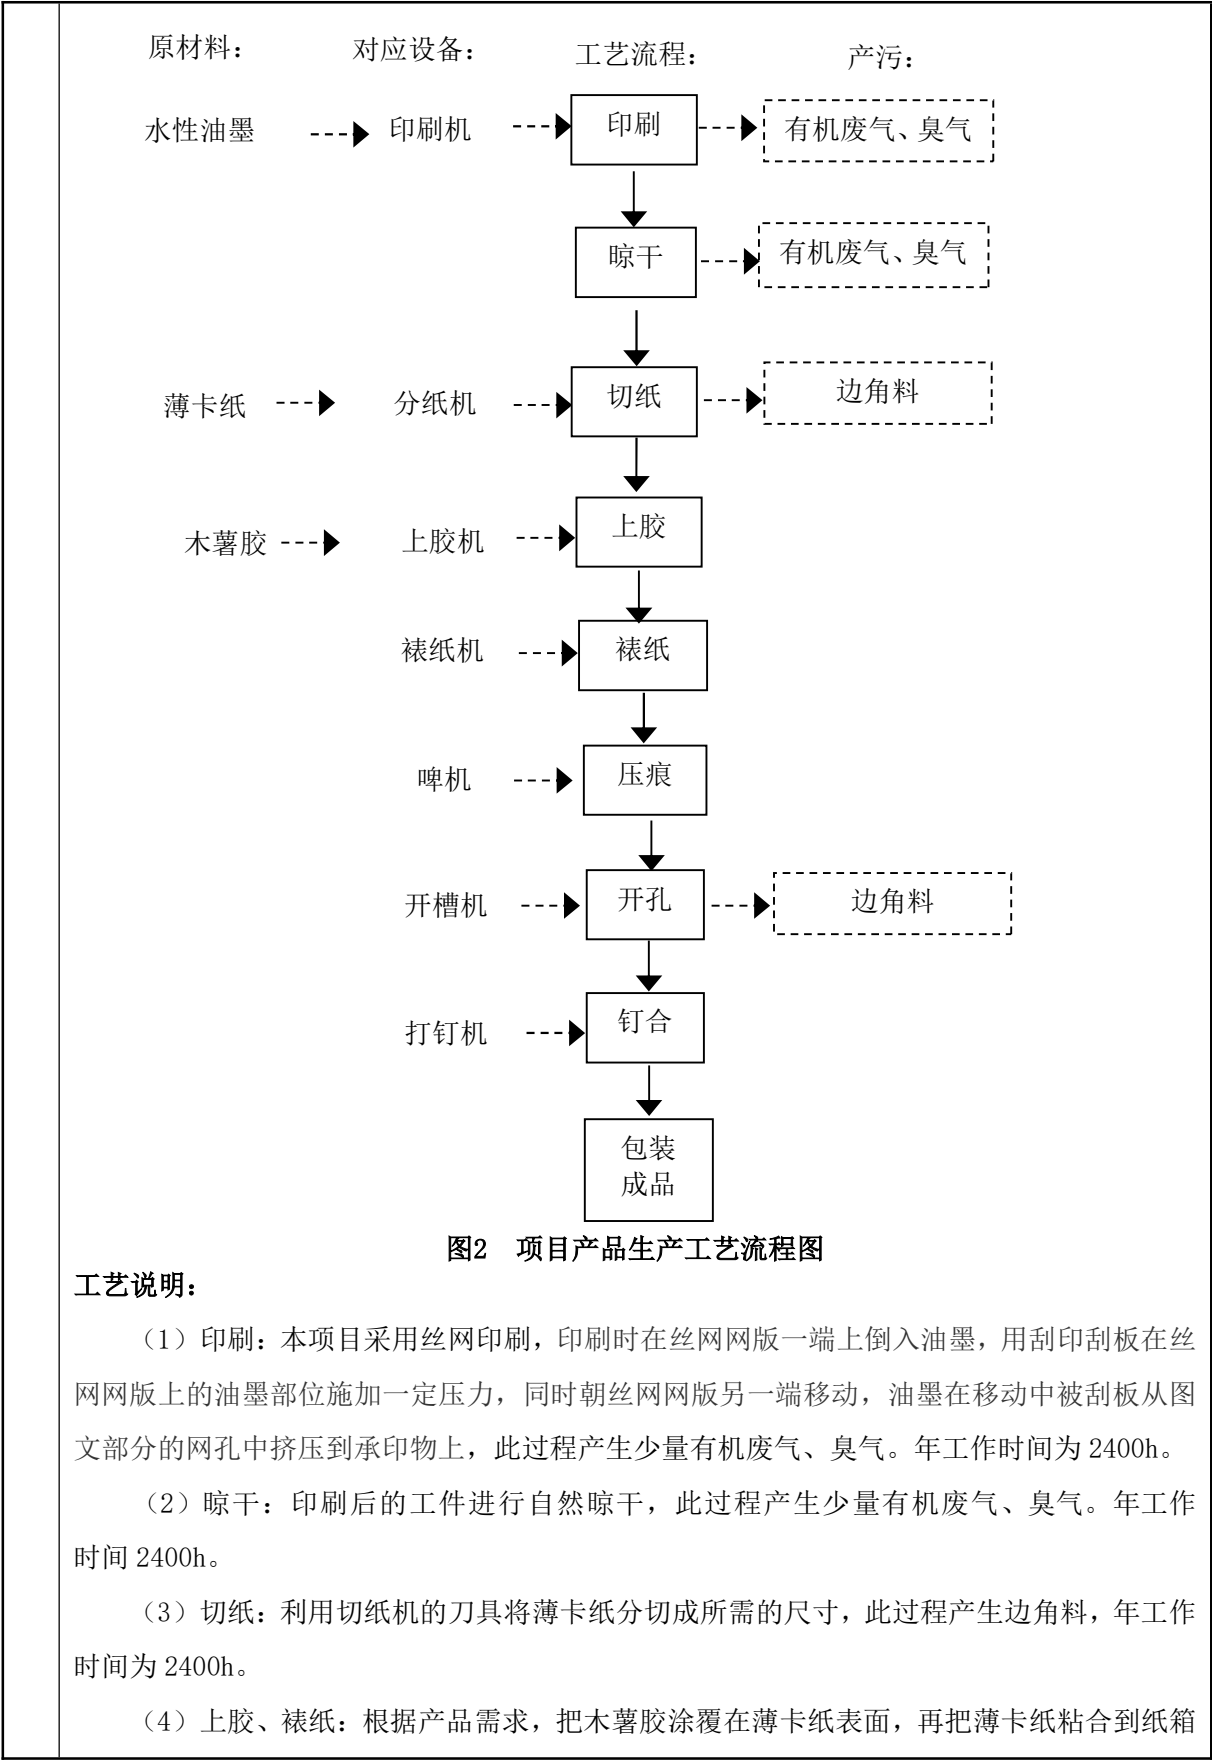 原材料： 对应设备： 工艺流程： 产污：
水性油墨 印刷机 印刷 有机废气、臭气
晾干 有机废气、臭气
薄卡纸 分纸机 切纸 边角料
木薯胶 上胶机 上胶
裱纸机 裱纸
啤机 压痕
开槽机 开孔 边角料
打钉机 钉合
包装
成品
图2 项目产品生产工艺流程图
工艺说明：
（1）印刷：本项目采用丝网印刷，印刷时在丝网网版一端上倒入油墨，用刮印刮板在丝
网网版上的油墨部位施加一定压力，同时朝丝网网版另一端移动，油墨在移动中被刮板从图
文部分的网孔中挤压到承印物上，此过程产生少量有机废气、臭气。年工作时间为 2400h。
（2）晾干：印刷后的工件进行自然晾干，此过程产生少量有机废气、臭气。年工作
时间 2400h。
（3）切纸：利用切纸机的刀具将薄卡纸分切成所需的尺寸，此过程产生边角料，年工作
时间为 2400h。
（4）上胶、裱纸：根据产品需求，把木薯胶涂覆在薄卡纸表面，再把薄卡纸粘合到纸箱